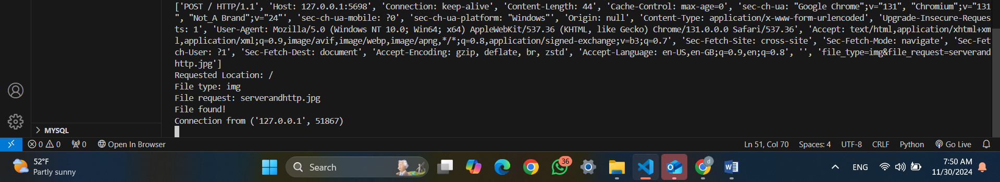 ['POST / HTTP/1.1', 'Host: 127.0.0.1:5698', 'Connection: keep-alive', 'Content-Length: 44', 'Cache-Control: max-age=0', 'sec-ch-ua: "Google Chrome";v="131", "Chromium";v="131
", "Not_A Brand";v="24"', 'sec-ch-ua-mobile: ?0', 'sec-ch-ua-platform: "Windows"', 'Origin: null', 'Content-Type: application/x-www-form-urlencoded', 'Upgrade-Insecure-Reques
ts: 1', 'User-Agent: Mozilla/5.0 (Windows NT 10.0; Win64; x64) AppleWebKit/537.36 (KHTML, like Gecko) Chrome/131.0.0.0 Safari/537.36', 'Accept: text/html,application/xhtml+xm
l,application/xml;q=0.9,image/avif,image/webp,image/apng,*/*;q=0.8,application/signed-exchange;v=b3;q=0.7', 'Sec-Fetch-Site: cross-site', 'Sec-Fetch-Mode: navigate', 'Sec-Fet
ch-User: ?1', 'Sec-Fetch-Dest: document', 'Accept-Encoding: gzip, deflate, br, zstd', 'Accept-Language: en-US,en-GB;q=0.9,en;q=0.8', '', 'file_type=img&file_request=serverand
http.jpg']
Requested Location: /
File type: img
File request: serverandhttp.jpg
File found!
Connection from ('127.0.0.1', 51867)
MYSQL
0 0 0 Open In Browser Ln 51, Col 70 Spaces: 4 UTF-8 CRLF Python Go Live
52°F
Partly sunny
Search
36
d
ENG
7:50 AM
11/30/2024